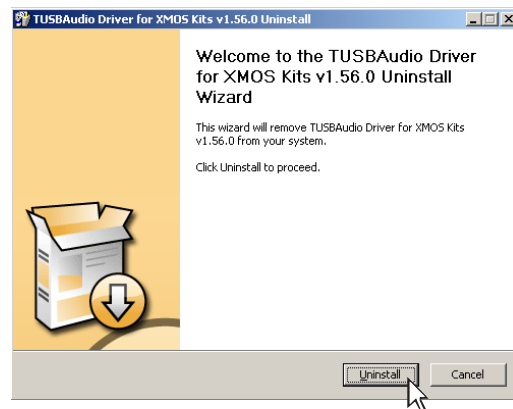 TUSBAudio Driver for XMOS Kits v1.56.0 Uninstall
Welcome to the TUSBAudio Driver
for XMOS Kits v1.56.0 Uninstall
Wizard
This wizard will remove TUSBAudio Driver for XMOS Kits
v1.56.0 from your system.
Click Uninstall to proceed.
Uninstall
Cancel